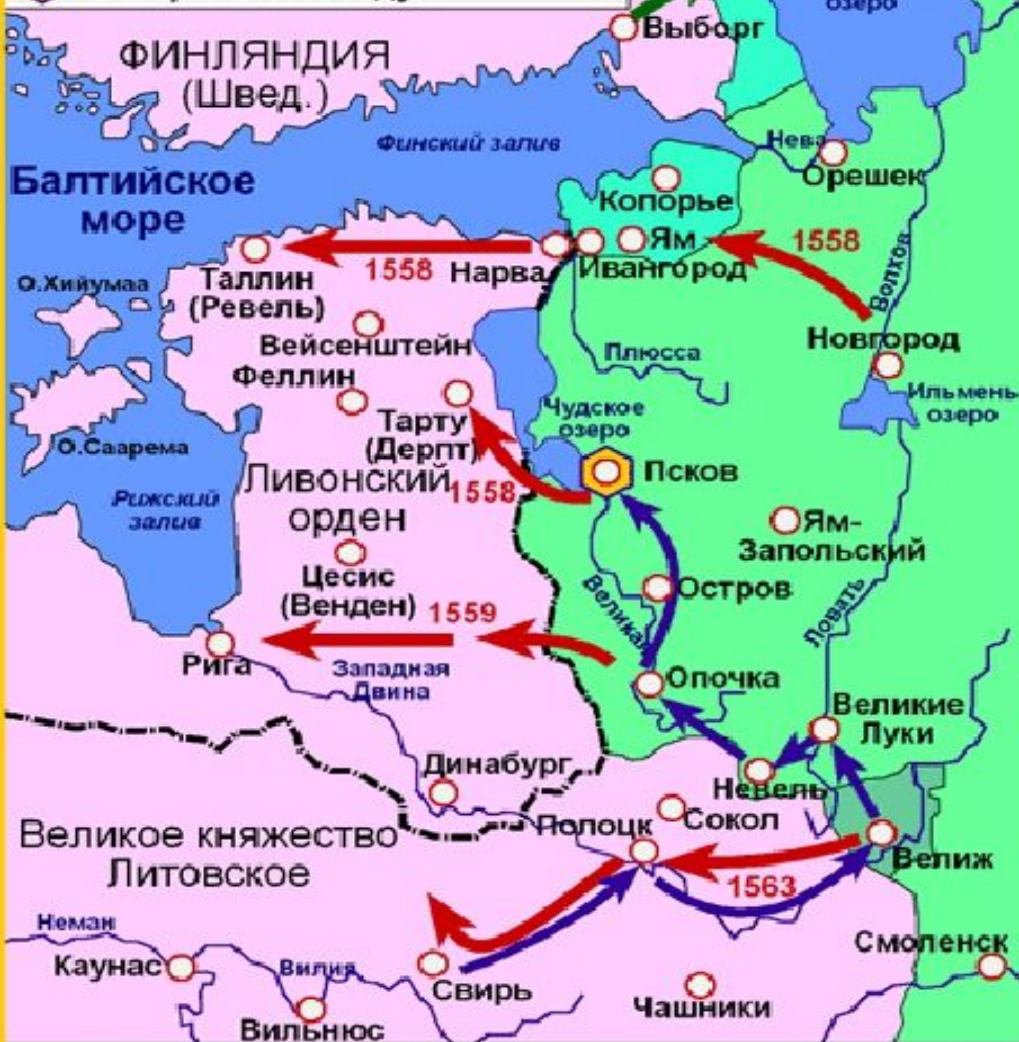 озеро
Выборг
ФИНЛЯНДИЯ
(Швед.)
Финский залив
Нева
Орешек
Балтийское
море
Копорье
Ям
1558
Волхов
Таллин
(Ревель)
1558
Нарва
Ивангород
О.Хийумаа
Вейсенштейн
Плюсса
Новгород
Феллин
Ильмень
озеро
Чудское
озеро
Тарту
(Дерпт)
О.Саарема
Псков
Ливонский
орден
1558
Рижский
залив
Ям-
Запольский
Цесис
(Венден)
Остров
Великая
Ловать
1559
Рига
Западная
Двина
Опочка
Великие
Луки
Динабург
Невель
Сокол
Полоцк
Великое княжество
Литовское
Велиж
1563
Неман
Каунас
Вилия
Свирь
Смоленск
Чашники
Вильнюс